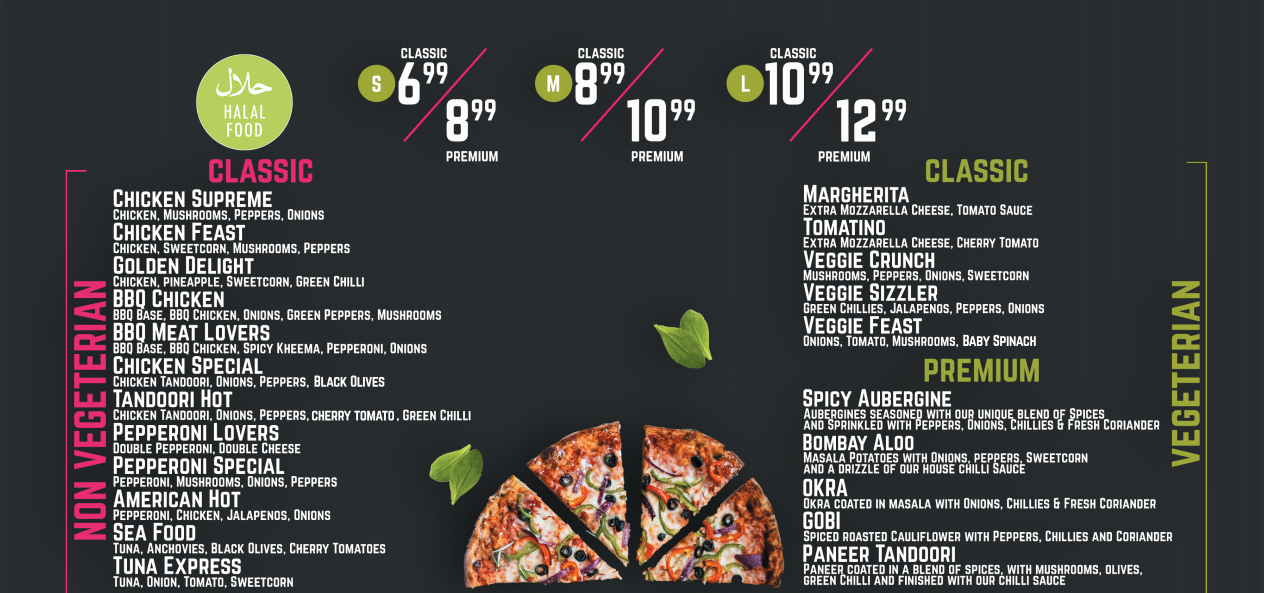 حلال
HALAL
FOOD
CLASSIC
S 6.99
8.99
PREMIUM
CLASSIC
M 8.99
10.99
PREMIUM
CLASSIC
L 10.99
12.99
PREMIUM
NON VEGETERIAN
CLASSIC
CHICKEN SUPREME
CHICKEN, MUSHROOMS, PEPPERS, ONIONS
CHICKEN FEAST
CHICKEN, SWEETCORN, MUSHROOMS, PEPPERS
GOLDEN DELIGHT
CHICKEN, PINEAPPLE, SWEETCORN, GREEN CHILLI
BBQ CHICKEN
BBQ BASE, BBQ CHICKEN, ONIONS, GREEN PEPPERS, MUSHROOMS
BBQ MEAT LOVERS
BBQ BASE, BBQ CHICKEN, SPICY KHEEMA, PEPPERONI, ONIONS
CHICKEN SPECIAL
CHICKEN TANDOORI, ONIONS, PEPPERS, BLACK OLIVES
TANDOORI HOT
CHICKEN TANDOORI, ONIONS, PEPPERS, CHERRY TOMATO , GREEN CHILLI
PEPPERONI LOVERS
DOUBLE PEPPERONI, DOUBLE CHEESE
PEPPERONI SPECIAL
PEPPERONI, MUSHROOMS, ONIONS, PEPPERS
AMERICAN HOT
PEPPERONI, CHICKEN, JALAPENOS, ONIONS
SEA FOOD
TUNA, ANCHOVIES, BLACK OLIVES, CHERRY TOMATOES
TUNA EXPRESS
TUNA, ONION, TOMATO, SWEETCORN
VEGETERIAN
CLASSIC
MARGHERITA
EXTRA MOZZARELLA CHEESE, TOMATO SAUCE
TOMATINO
EXTRA MOZZARELLA CHEESE, CHERRY TOMATO
VEGGIE CRUNCH
MUSHROOMS, PEPPERS, ONIONS, SWEETCORN
VEGGIE SIZZLER
GREEN CHILLIES, JALAPENOS, PEPPERS, ONIONS
VEGGIE FEAST
ONIONS, TOMATO, MUSHROOMS, BABY SPINACH
PREMIUM
SPICY AUBERGINE
AUBERGINES SEASONED WITH OUR UNIQUE BLEND OF SPICES
AND SPRINKLED WITH PEPPERS, ONIONS, CHILLIES & FRESH CORIANDER
BOMBAY ALOO
MASALA POTATOES WITH ONIONS, PEPPERS, SWEETCORN
AND A DRIZZLE OF OUR HOUSE CHILLI SAUCE
OKRA
OKRA COATED IN MASALA WITH ONIONS, CHILLIES & FRESH CORIANDER
GOBI
SPICED ROASTED CAULIFLOWER WITH PEPPERS, CHILLIES AND CORIANDER
PANEER TANDOORI
PANEER COATED IN A BLEND OF SPICES, WITH MUSHROOMS, OLIVES,
GREEN CHILLI AND FINISHED WITH OUR CHILLI SAUCE